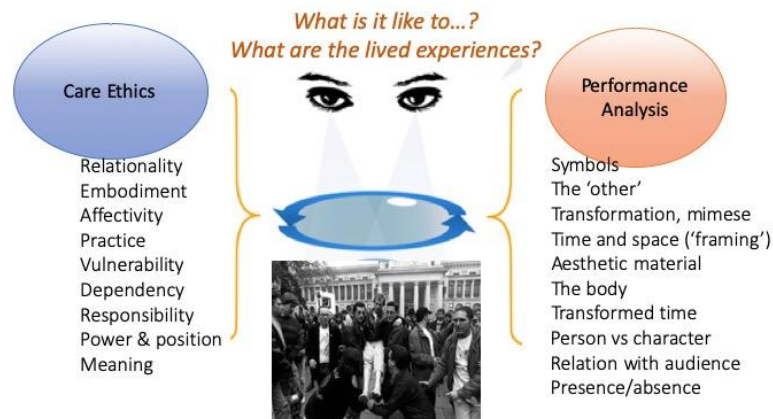 What is it like to…?
What are the lived experiences?
Care Ethics
Relationality
Embodiment
Affectivity
Practice
Vulnerability
Dependency
Responsibility
Power & position
Meaning
Performance
Analysis
Symbols
The ‘other’
Transformation, mimese
Time and space (‘framing’)
Aesthetic material
The body
Transformed time
Person vs character
Relation with audience
Presence/absence